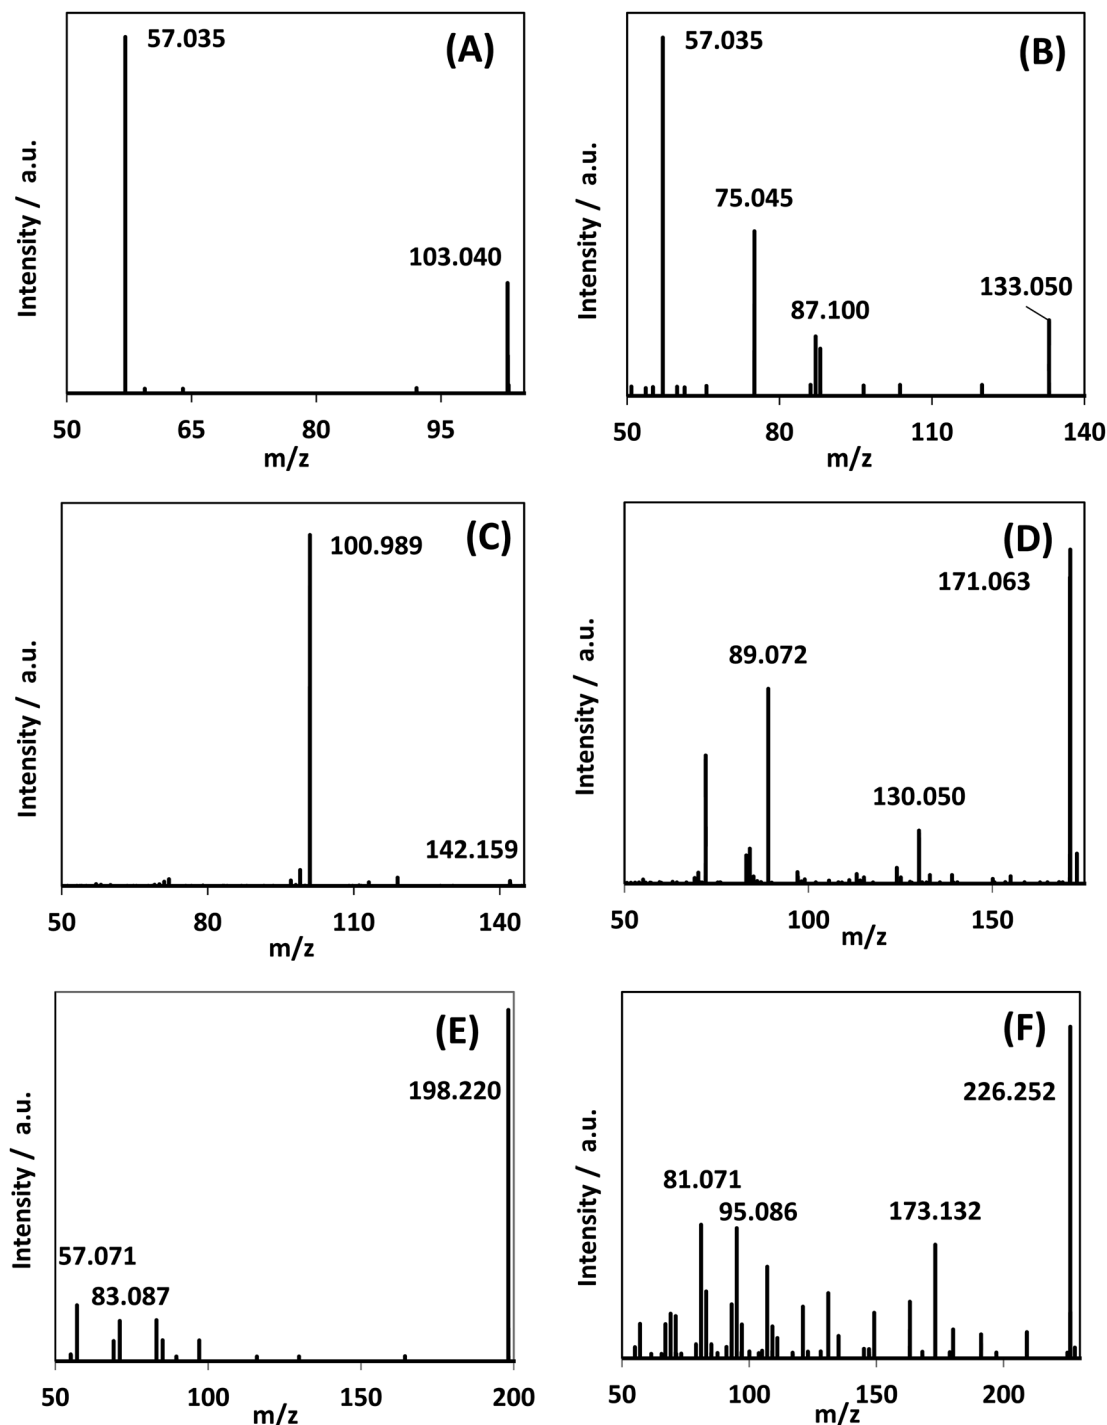 (A)
57.035
103.040
Intensity / a.u.
50 65 80 95
m/z
(B)
57.035
75.045
87.100
133.050
Intensity / a.u.
50 80 110 140
m/z
(C)
100.989
142.159
Intensity / a.u.
50 80 110 140
m/z
(D)
171.063
89.072
130.050
Intensity / a.u.
50 100 150
m/z
(E)
198.220
57.071
83.087
Intensity / a.u.
50 100 150 200
m/z
(F)
226.252
81.071
95.086
173.132
Intensity / a.u.
50 100 150 200
m/z